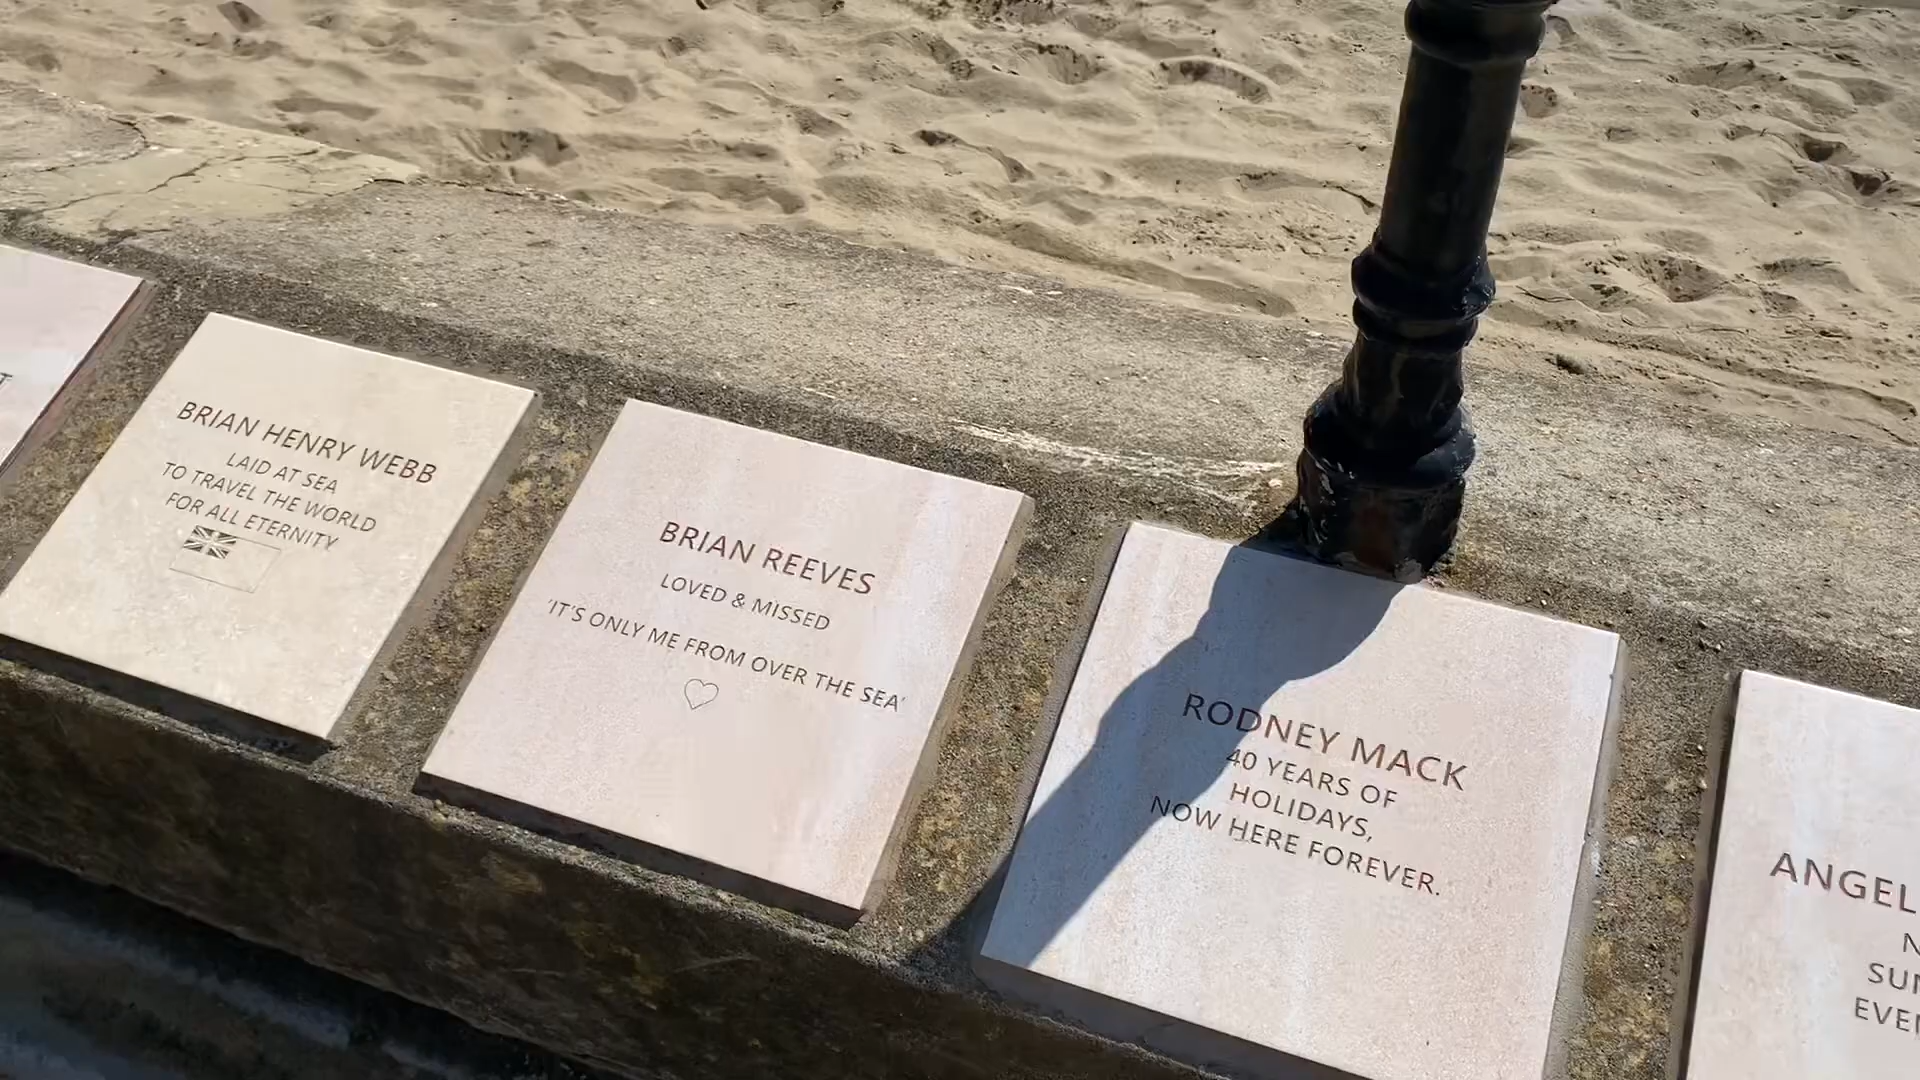 BRIAN HENRY WEBB
LAID AT SEA
TO TRAVEL THE WORLD
FOR ALL ETERNITY
BRIAN REEVES
LOVED & MISSED
'IT'S ONLY ME FROM OVER THE SEA'
RODNEY MACK
40 YEARS OF
HOLIDAYS,
NOW HERE FOREVER.